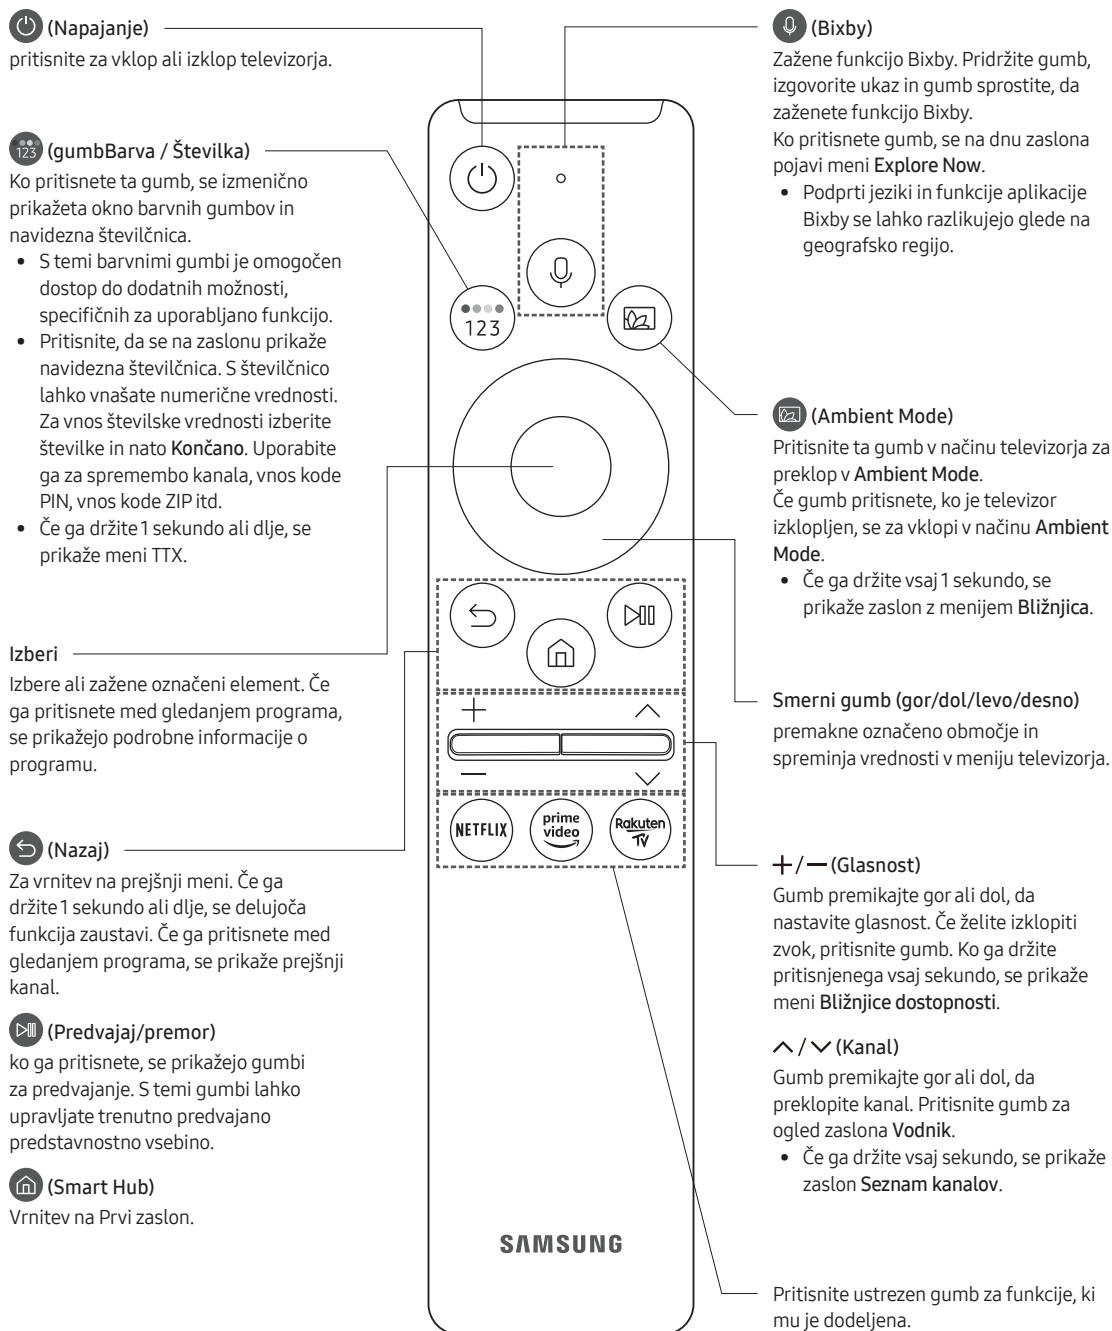 (Napajanje)
pritisnite za vklop ali izklop televizorja.
123 (gumbBarva / Številka)
Ko pritisnete ta gumb, se izmenično
prikažeta okno barvnih gumbov in
navidezna številčnica.
• S temi barvnimi gumbi je omogočen
dostop do dodatnih možnosti,
specifičnih za uporabljano funkcijo.
• Pritisnite, da se na zaslonu prikaže
navidezna številčnica. S številčnico
lahko vnašate numerične vrednosti.
Za vnos številske vrednosti izberite
številke in nato Končano. Uporabite
ga za spremembo kanala, vnos kode
PIN, vnos kode ZIP itd.
• Če ga držite 1 sekundo ali dlje, se
prikaže meni TTX.
Izberi
Izbere ali zažene označeni element. Če
ga pritisnete med gledanjem programa,
se prikažejo podrobne informacije o
programu.
(Nazaj)
Za vrnitev na prejšnji meni. Če ga
držite 1 sekundo ali dlje, se delujoča
funkcija zaustavi. Če ga pritisnete med
gledanjem programa, se prikaže prejšnji
kanal.
(Predvajaj/premor)
ko ga pritisnete, se prikažejo gumbi
za predvajanje. S temi gumbi lahko
upravljate trenutno predvajano
predstavnostno vsebino.
(Smart Hub)
Vrnitev na Prvi zaslon.
123
+
—
NETFLIX
prime
video
Rakuten
TV
SAMSUNG
(Bixby)
Zažene funkcijo Bixby. Pridržite gumb,
izgovorite ukaz in gumb sprostite, da
zaženete funkcijo Bixby.
Ko pritisnete gumb, se na dnu zaslona
pojavi meni Explore Now.
• Podprti jeziki in funkcije aplikacije
Bixby se lahko razlikujejo glede na
geografsko regijo.
(Ambient Mode)
Pritisnite ta gumb v načinu televizorja za
preklop v Ambient Mode.
Če gumb pritisnete, ko je televizor
izklopljen, se za vklopi v načinu Ambient
Mode.
• Če ga držite vsaj 1 sekundo, se
prikaže zaslon z menijem Bližnjica.
Smerni gumb (gor/dol/levo/desno)
premakne označeno območje in
spreminja vrednosti v meniju televizorja.
+/— (Glasnost)
Gumb premikajte gor ali dol, da
nastavite glasnost. Če želite izklopiti
zvok, pritisnite gumb. Ko ga držite
pritisnjenega vsaj sekundo, se prikaže
meni Bližnjice dostopnosti.
/ (Kanal)
Gumb premikajte gor ali dol, da
preklopite kanal. Pritisnite gumb za
ogled zaslona Vodnik.
• Če ga držite vsaj sekundo, se prikaže
zaslon Seznam kanalov.
Pritisnite ustrezen gumb za funkcije, ki
mu je dodeljena.